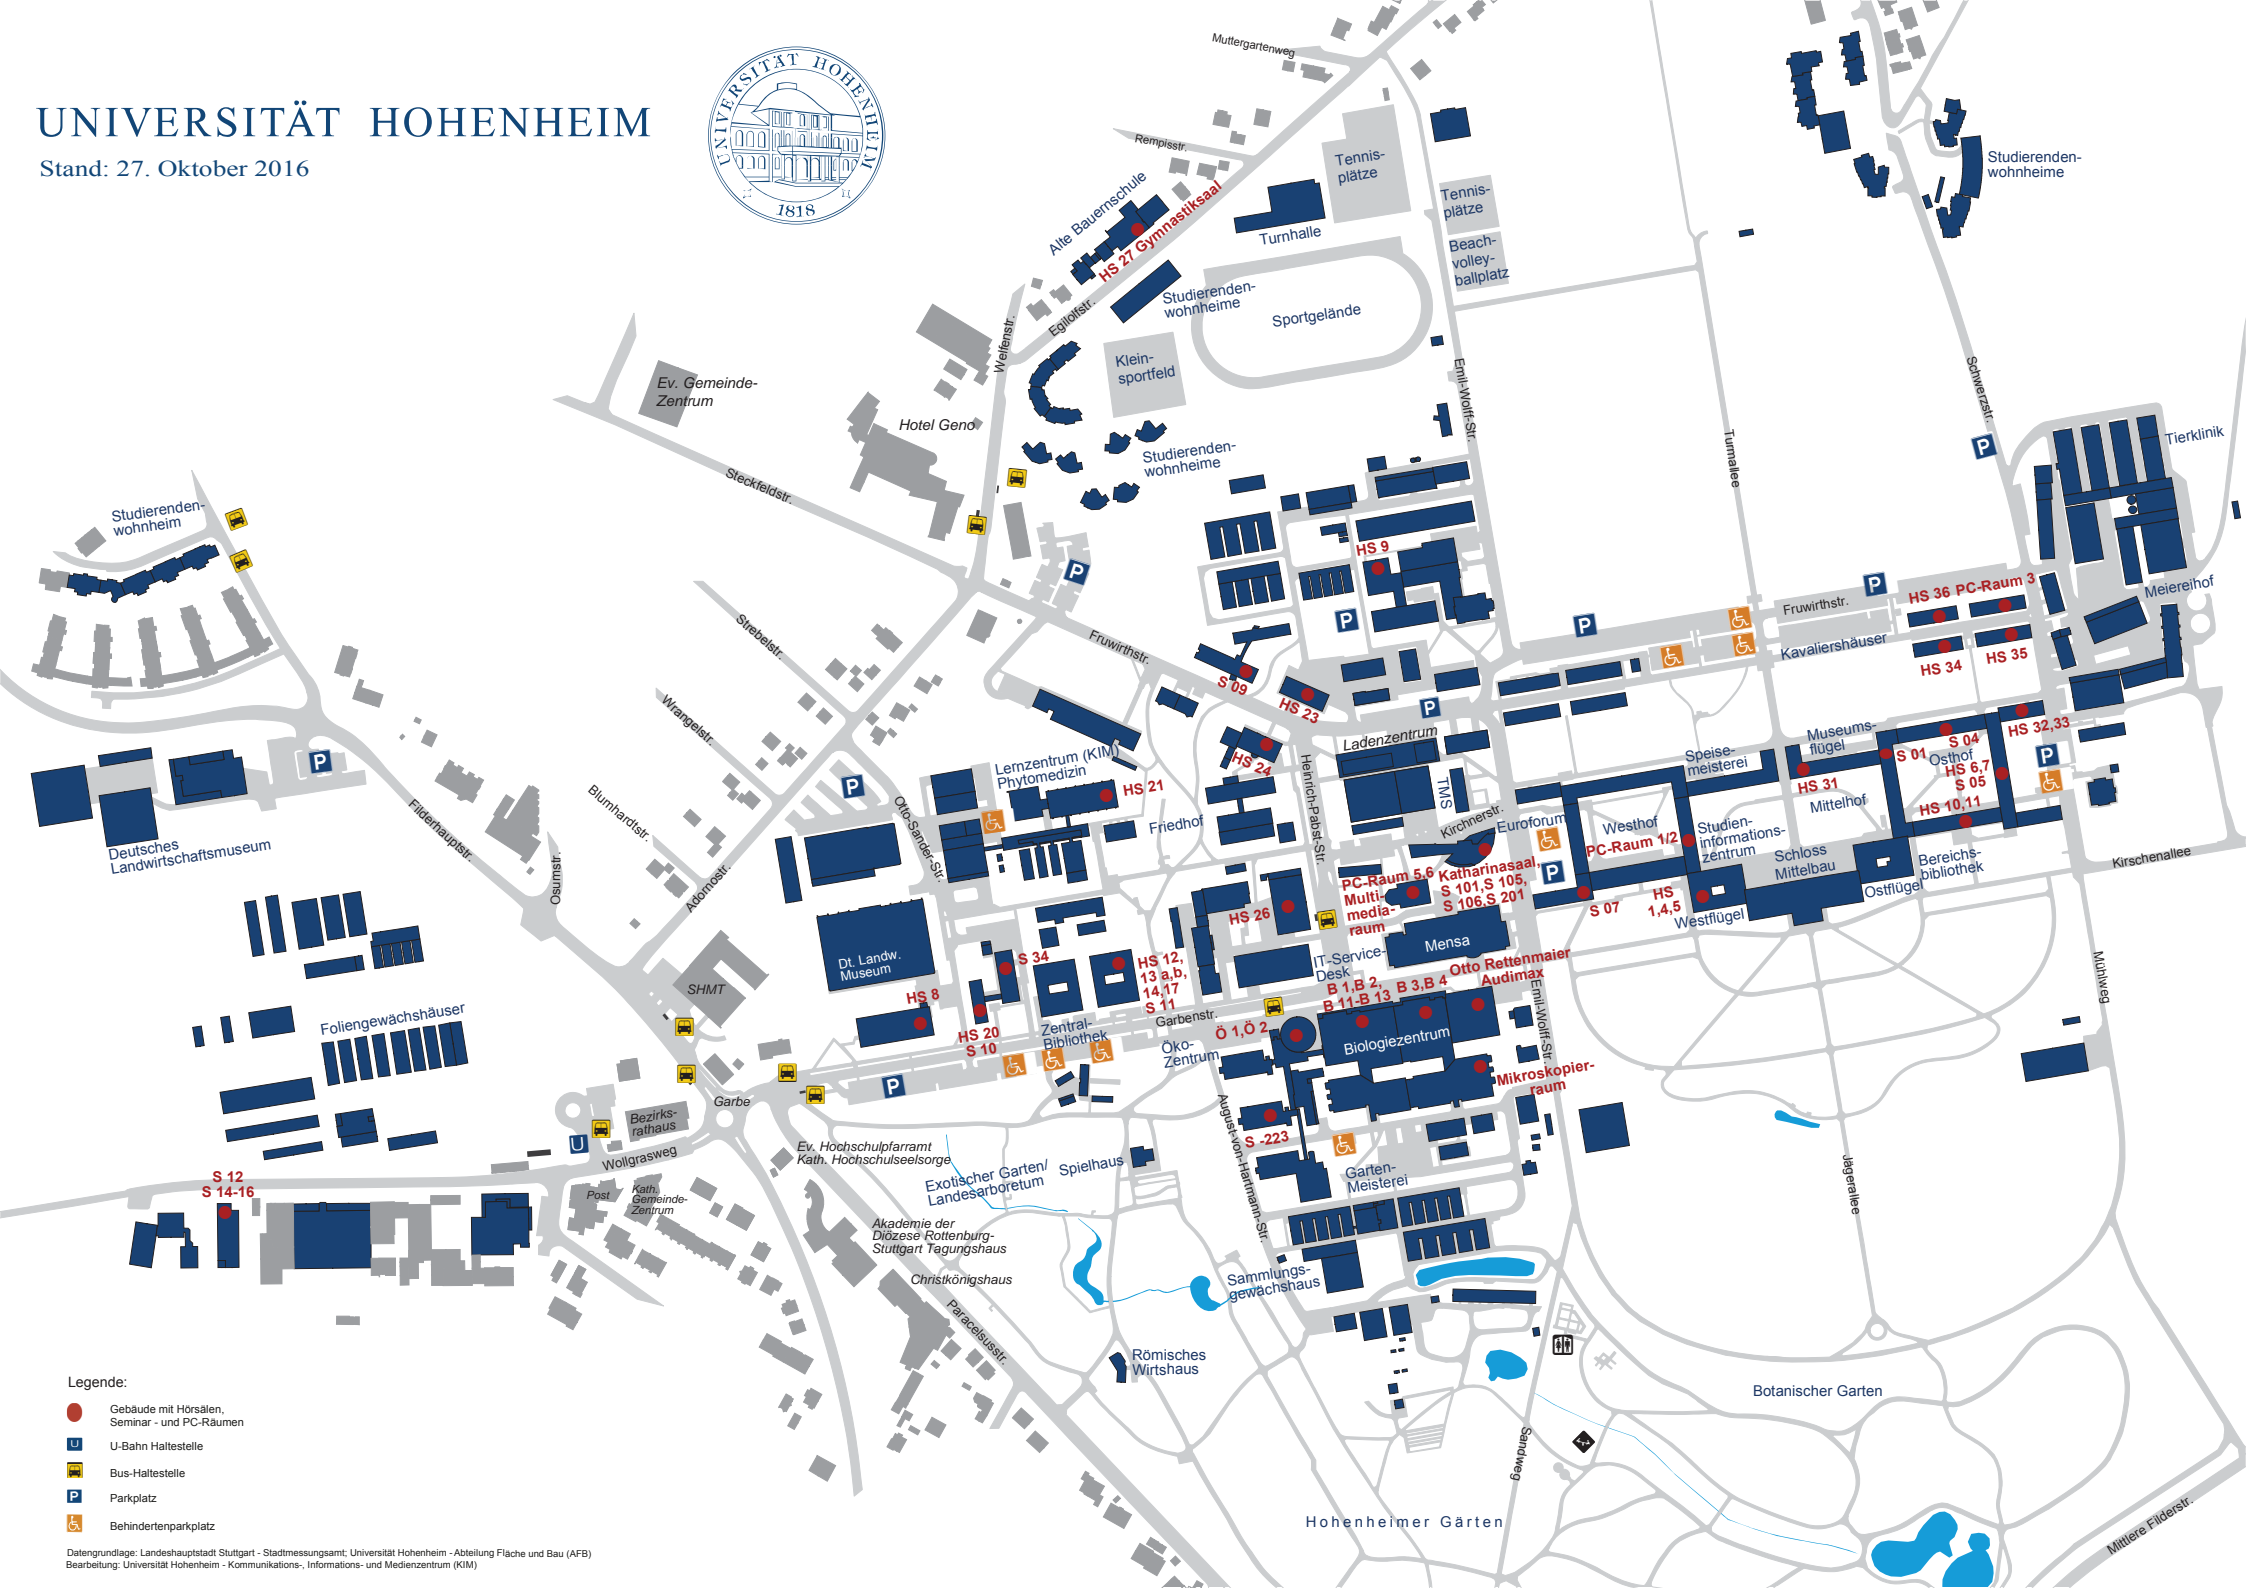 UNIVERSITÄT HOHENHEIM
Stand: 27. Oktober 2016
UNIVERSITÄT HOHENHEIM
1818
Muttergartenweg
Rempisstr.
Alte Bauernschule
HS 27 Gymnastiksaal
Tennis-
plätze
Turnhalle
Tennis-
plätze
Beach-
volley-
ballplatz
Studierenden-
wohnheime
Studierenden-
wohnheime
Sportgelände
Egilolfstr.
Welfenstr.
Klein-
sportfeld
Emil-Wolff-Str.
Schwerzstr.
Turmallee
Ev. Gemeinde-
Zentrum
Hotel Geno
Steckfeldstr.
Studierenden-
wohnheime
Tierklinik
Studierenden-
wohnheim
P
P
HS 9
P
P
P
Meiereihof
Fruwirthstr.
HS 36 PC-Raum 3
Kavaliershäuser
HS 34
HS 35
Strebelstr.
Fruwirthstr.
S 09
HS 23
P
Ladenzentrum
HS 24
Wrangelstr.
Lernzentrum (KIM)
Phytomedizin
HS 21
Friedhof
Heinrich-Pabst-Str.
TMS
Kirchnerstr.
Euroforum
Speise-
meisterei
Museums-
flügel
S 01
S 04
Osthof
HS 32,33
HS 6,7
S 05
P
HS 31
Mittelhof
HS 10,11
Westhof
PC-Raum 1/2
Studien-
informations-
zentrum
Schloss
Mittelbau
Ostflügel
Bereichs-
bibliothek
Kirschenallee
P
S 07
HS
1,4,5
Westflügel
P
P
Deutsches
Landwirtschaftsmuseum
Filderhauptstr.
Blumhardtstr.
Osumstr.
Adornostr.
Otto-Sander-Str.
Dt. Landw.
Museum
SHMT
HS 8
S 34
HS 20
S 10
HS 12,
13 a,b,
14,17
S 11
HS 26
PC-Raum 5,6
Multi-
media-
raum
Katharinasaal,
S 101,S 105,
S 106,S 201
Mensa
IT-Service-
Desk
B 1,B 2,
B 11-B 13
B 3,B 4
Otto Rettenmaier
Audimax
Ö 1,Ö 2
Biologiezentrum
Emil-Wolff-Str.
Mikroskopier-
raum
Garbenstr.
Öko-
Zentrum
Zentral-
Bibliothek
P
Mühlweg
Jägerallee
Foliengewächshäuser
Garbe
Bezirks-
rathaus
U
Wollgrasweg
Post
Kath.
Gemeinde-
Zentrum
S 12
S 14-16
Ev. Hochschulpfarramt
Kath. Hochschulseelsorge
Exotischer Garten/
Landesarboretum
Spielhaus
August-von-Hartmann-Str.
S -223
Garten-
Meisterei
Akademie der
Diözese Rottenburg-
Stuttgart Tagungshaus
Christkönigshaus
Paracelsusstr.
Sammlungs-
gewächshaus
Römisches
Wirtshaus
Botanischer Garten
Sandweg
Hohenheimer Gärten
Mittlere Filderstr.
Legende:
Gebäude mit Hörsälen,
Seminar - und PC-Räumen
U
U-Bahn Haltestelle
Bus-Haltestelle
P
Parkplatz
Behindertenparkplatz
Datengrundlage: Landeshauptstadt Stuttgart - Stadtmessungsamt; Universität Hohenheim - Abteilung Fläche und Bau (AFB)
Bearbeitung: Universität Hohenheim - Kommunikations-, Informations- und Medienzentrum (KIM)